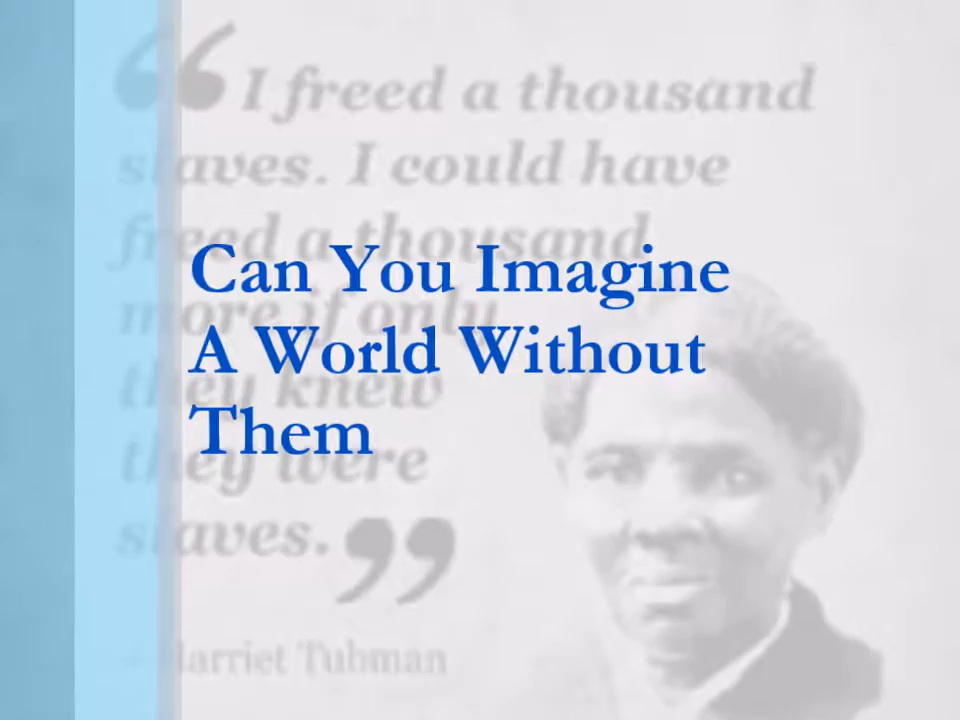 “I freed a thousand
slaves. I could have
freed a thousand
more if only
they knew
they were
slaves.”
– Harriet Tubman
Can You Imagine
A World Without
Them